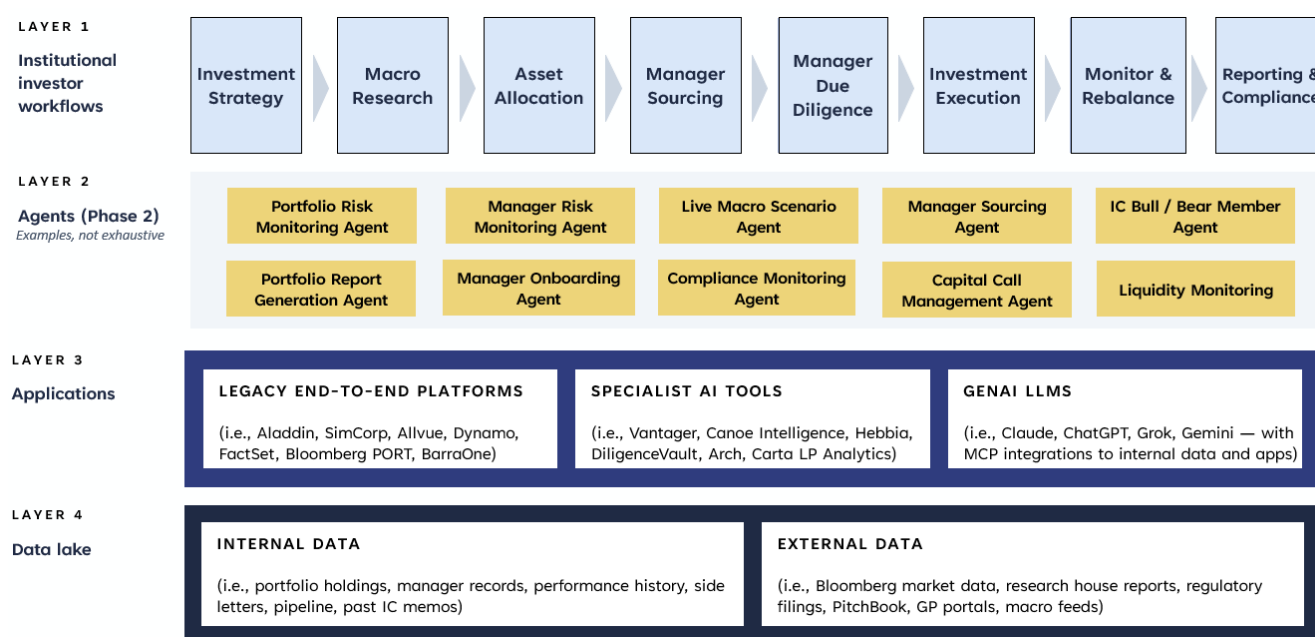 LAYER 1
Institutional
investor
workflows
Investment
Strategy
Macro
Research
Asset
Allocation
Manager
Sourcing
Manager
Due
Diligence
Investment
Execution
Monitor &
Rebalance
Reporting &
Compliance
LAYER 2
Agents (Phase 2)
Examples, not exhaustive
Portfolio Risk
Monitoring Agent
Manager Risk
Monitoring Agent
Live Macro Scenario
Agent
Manager Sourcing
Agent
IC Bull / Bear Member
Agent
Portfolio Report
Generation Agent
Manager Onboarding
Agent
Compliance Monitoring
Agent
Capital Call
Management Agent
Liquidity Monitoring
LAYER 3
Applications
LEGACY END-TO-END PLATFORMS
(i.e., Aladdin, SimCorp, Allvue, Dynamo,
FactSet, Bloomberg PORT, BarraOne)
SPECIALIST AI TOOLS
(i.e., Vantager, Canoe Intelligence, Hebbia,
DiligenceVault, Arch, Carta LP Analytics)
GENAI LLMS
(i.e., Claude, ChatGPT, Grok, Gemini — with
MCP integrations to internal data and apps)
LAYER 4
Data lake
INTERNAL DATA
(i.e., portfolio holdings, manager records, performance history, side
letters, pipeline, past IC memos)
EXTERNAL DATA
(i.e., Bloomberg market data, research house reports, regulatory
filings, PitchBook, GP portals, macro feeds)